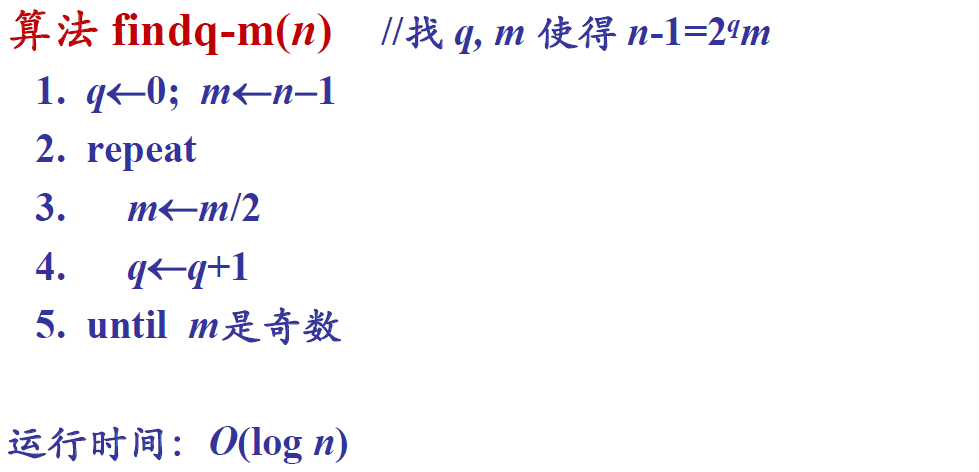 算法 findq-m(n) //找 q, m 使得 n-1=2^q m
1. q←0; m←n–1
2. repeat
3. m←m/2
4. q←q+1
5. until m是奇数
运行时间: O(log n)